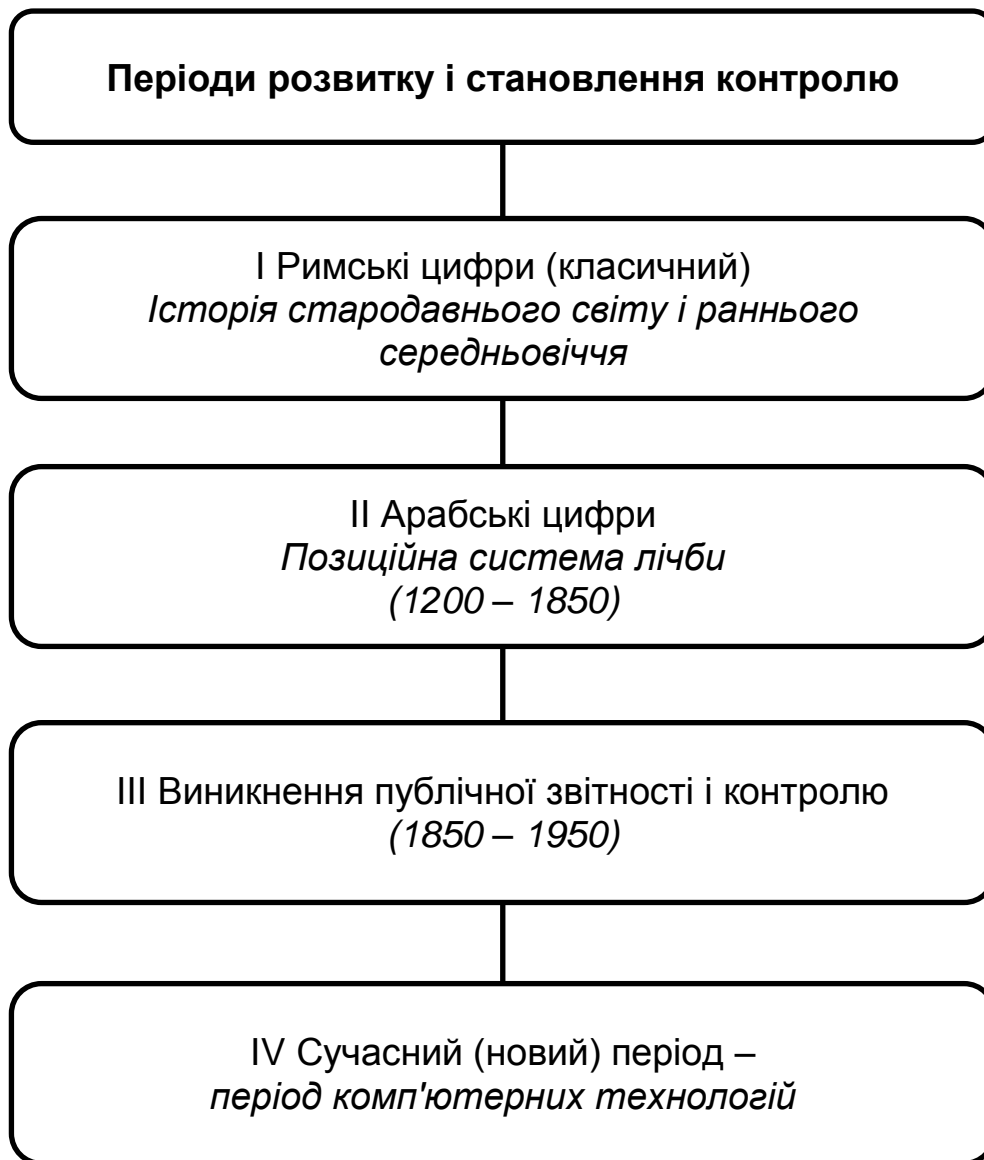 Періоди розвитку і становлення контролю
I Римські цифри (класичний)
Історія стародавнього світу і раннього
середньовіччя
II Арабські цифри
Позиційна система лічби
(1200 – 1850)
III Виникнення публічної звітності і контролю
(1850 – 1950)
IV Сучасний (новий) період –
період комп'ютерних технологій